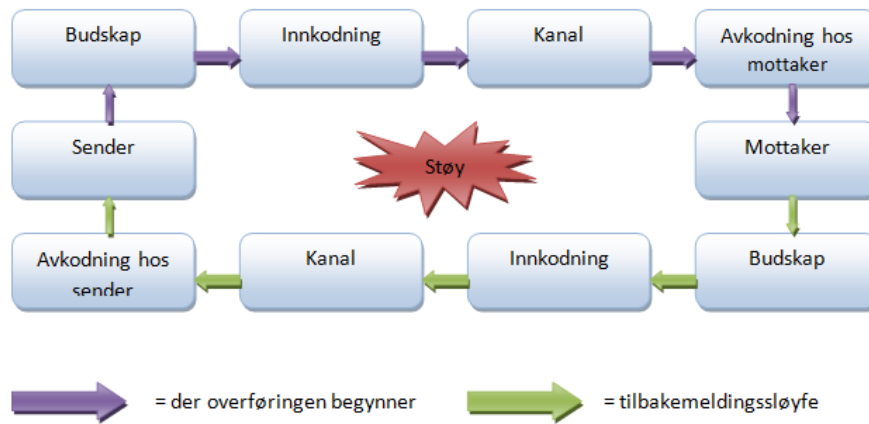 Budskap
Innkodning
Kanal
Avkodning hos
mottaker
Sender
Støy
Mottaker
Avkodning hos
sender
Kanal
Innkodning
Budskap
= der overføringen begynner
= tilbakemeldingssløyfe